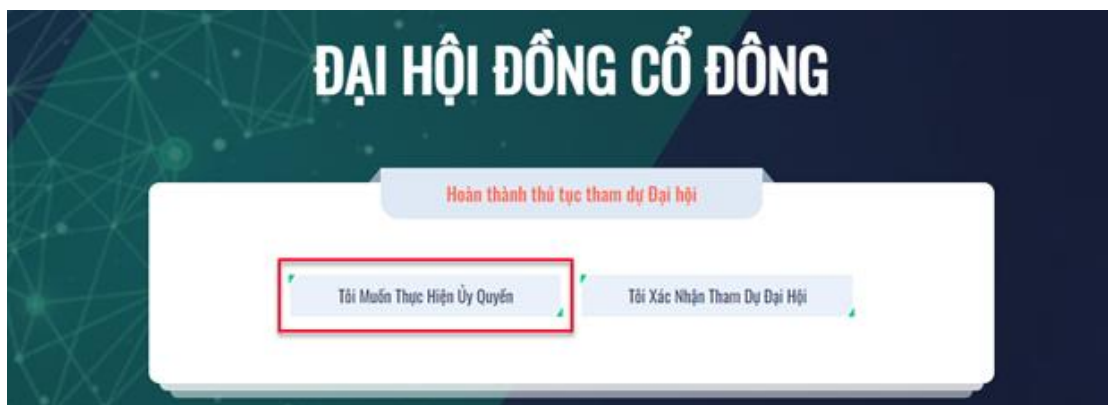 ĐẠI HỘI ĐỒNG CỔ ĐÔNG
Hoàn thành thủ tục tham dự Đại hội
Tôi Muốn Thực Hiện Ủy Quyền
Tôi Xác Nhận Tham Dự Đại Hội